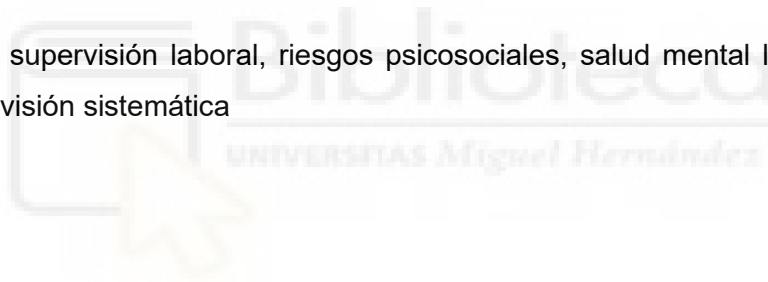 supervisión laboral, riesgos psicosociales, salud mental l
visión sistemática
Biblioteca
UNIVERSITAS Miguel Hernández